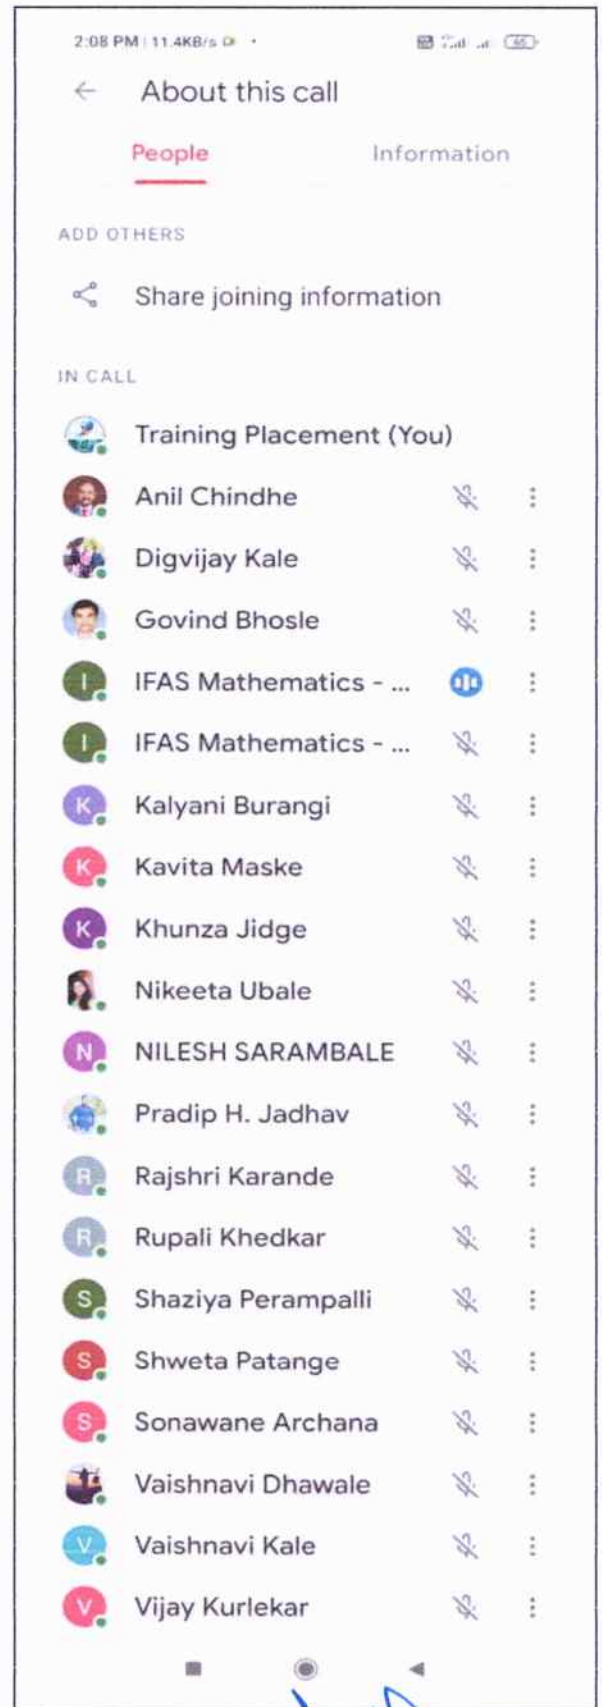 2:08 PM | 11.4KB/s
About this call
People Information
ADD OTHERS
Share joining information
IN CALL
Training Placement (You)
Anil Chindhe
Digvijay Kale
Govind Bhosle
I IFAS Mathematics - ...
I IFAS Mathematics - ...
K Kalyani Burangi
K Kavita Maske
K Khunza Jidge
Nikeeta Ubale
N NILESH SARAMBALE
Pradip H. Jadhav
R Rajshri Karande
R Rupali Khedkar
S Shaziya Perampalli
S Shweta Patange
S Sonawane Archana
Vaishnavi Dhawale
V Vaishnavi Kale
V Vijay Kurlekar